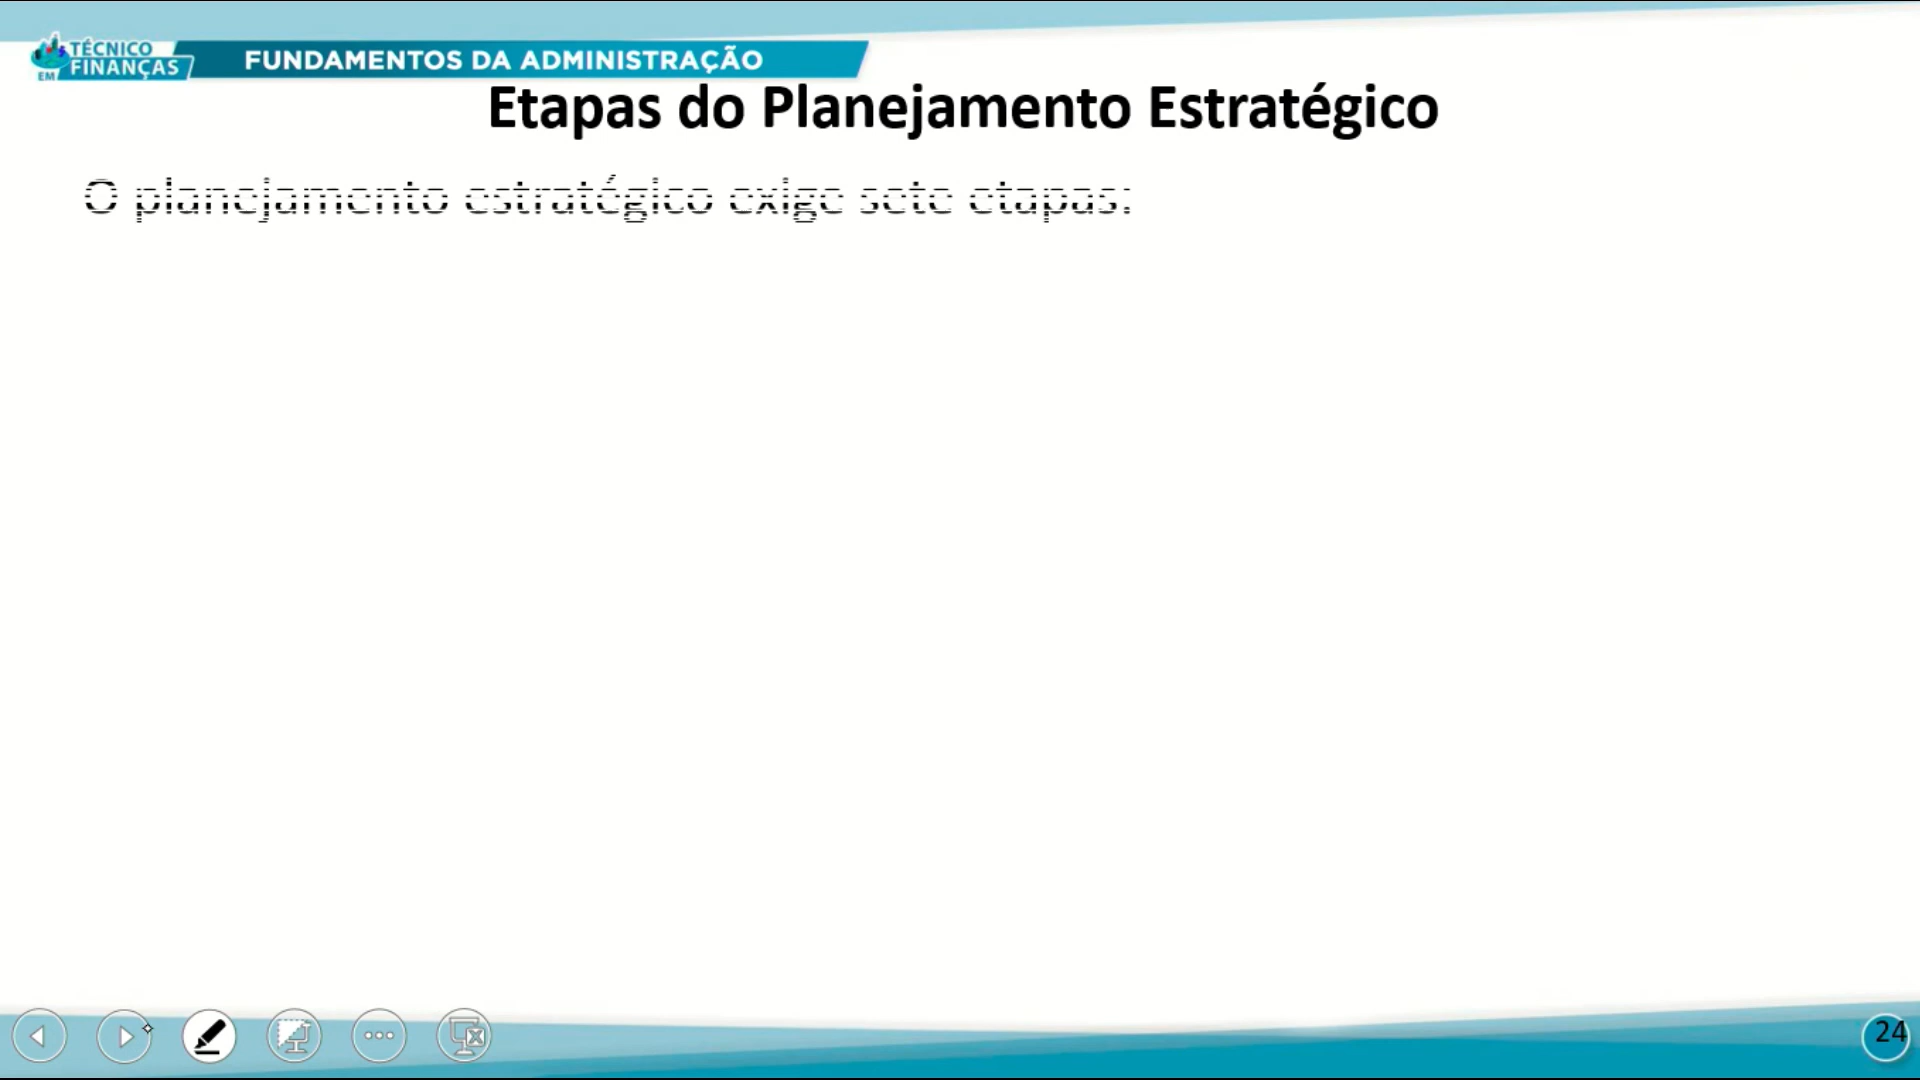 TÉCNICO
EM FINANÇAS
FUNDAMENTOS DA ADMINISTRAÇÃO
Etapas do Planejamento Estratégico
O planejamento estratégico exige sete etapas:
24